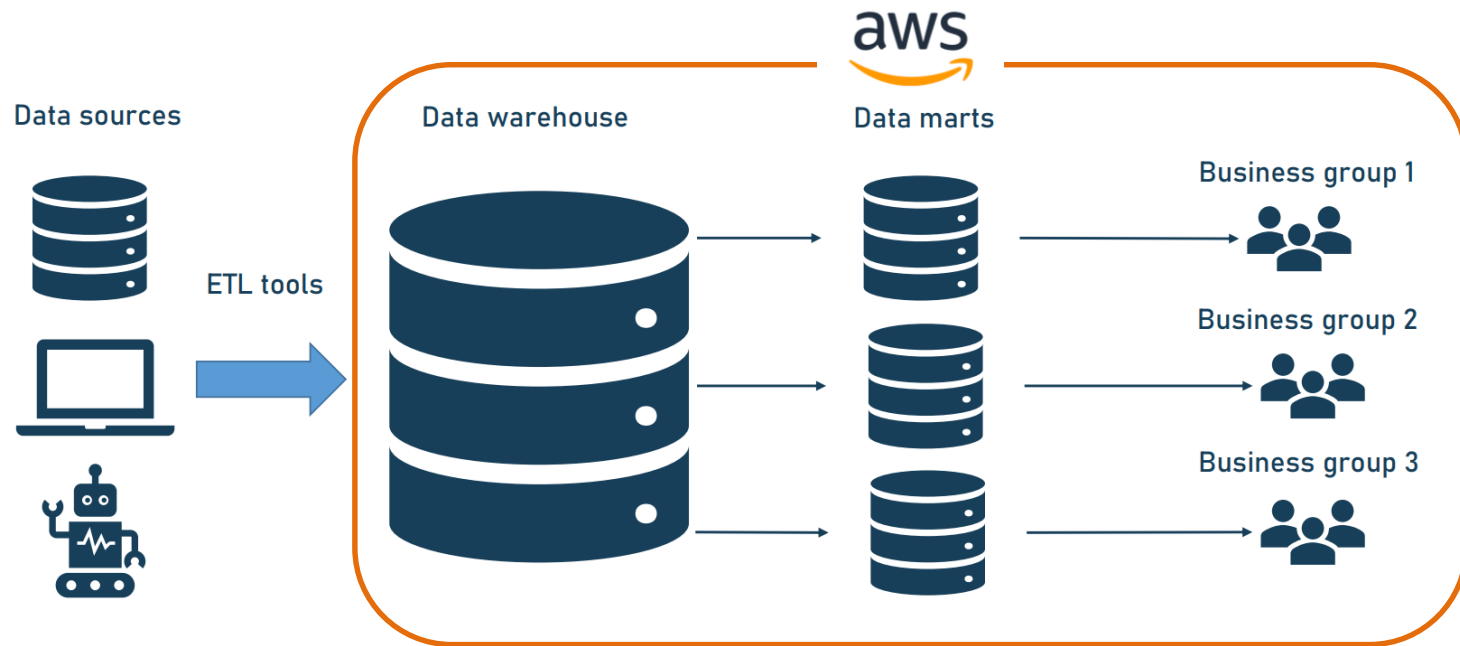 aws
Data sources
Data warehouse
Data marts
Business group 1
ETL tools
Business group 2
Business group 3